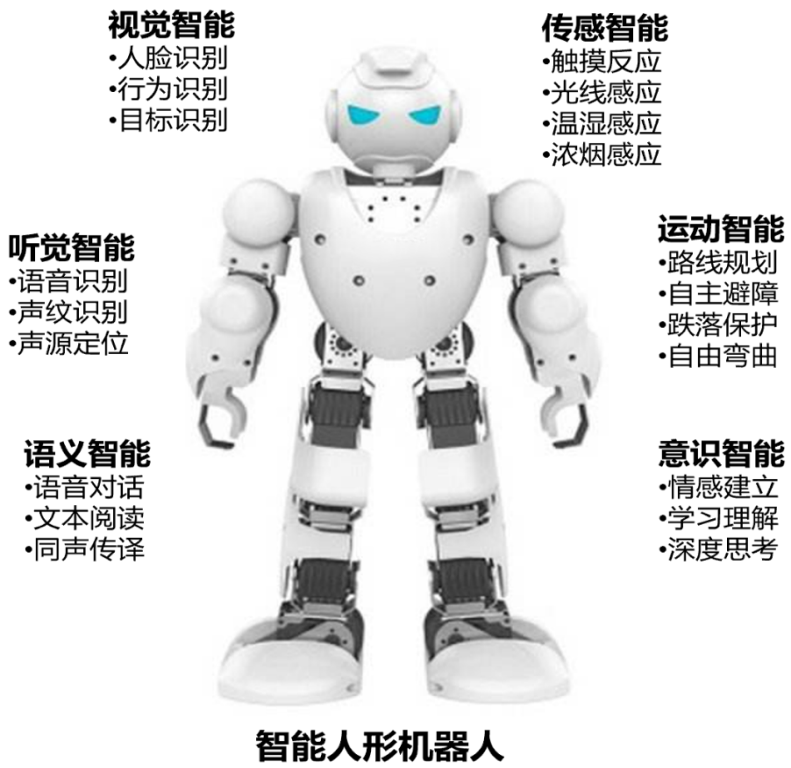 视觉智能
•人脸识别
•行为识别
•目标识别
传感智能
•触摸反应
•光线感应
•温湿感应
•浓烟感应
听觉智能
•语音识别
•声纹识别
•声源定位
运动智能
•路线规划
•自主避障
•跌落保护
•自由弯曲
语义智能
•语音对话
•文本阅读
•同声传译
意识智能
•情感建立
•学习理解
•深度思考
智能人形机器人